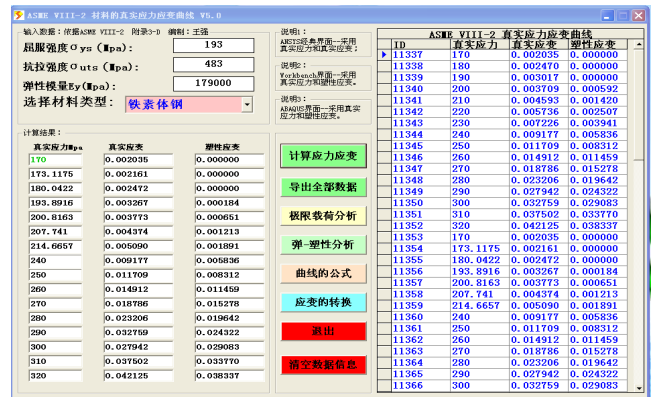 ASME VIII-2 材料的真实应力应变曲线 V5.0
输入数据：依据ASME VIII-2 附录3-D 编制：王强
屈服强度σys (Mpa): 193
抗拉强度σuts (Mpa): 483
弹性模量Ey(Mpa): 179000
选择材料类型: 铁素体钢
说明1:
ANSYS经典界面--采用
真实应力和真实应变；
说明2:
Workbench界面--采用
真实应力和塑性应变。
说明3:
ABAQUS界面--采用真实
应力和塑性应变。
计算结果：
真实应力Mpa 真实应变 塑性应变
170 0.002035 0.000000
173.1175 0.002161 0.000000
180.0422 0.002472 0.000000
193.8916 0.003267 0.000184
200.8163 0.003773 0.000651
207.741 0.004374 0.001213
214.6657 0.005090 0.001891
240 0.009177 0.005836
250 0.011709 0.008312
260 0.014912 0.011459
270 0.018786 0.015278
280 0.023206 0.019642
290 0.032759 0.024322
300 0.027942 0.029083
310 0.037502 0.033770
320 0.042125 0.038337
计算应力应变
导出全部数据
极限载荷分析
弹-塑性分析
曲线的公式
应变的转换
退出
清空数据信息
ASME VIII-2 真实应力应变曲线
ID 真实应力 真实应变 塑性应变
11337 170 0.002035 0.000000
11338 180 0.002470 0.000000
11339 190 0.003017 0.000000
11340 200 0.003709 0.000592
11341 210 0.004593 0.001420
11342 220 0.005736 0.002507
11343 230 0.007226 0.003941
11344 240 0.009177 0.005836
11345 250 0.011709 0.008312
11346 260 0.014912 0.011459
11347 270 0.018786 0.015278
11348 280 0.023206 0.019642
11349 290 0.027942 0.024322
11350 300 0.032759 0.029083
11351 310 0.037502 0.033770
11352 320 0.042125 0.038337
11353 170 0.002035 0.000000
11354 173.1175 0.002161 0.000000
11355 180.0422 0.002472 0.000000
11356 193.8916 0.003267 0.000184
11357 200.8163 0.003773 0.000651
11358 207.741 0.004374 0.001213
11359 214.6657 0.005090 0.001891
11360 240 0.009177 0.005836
11361 250 0.011709 0.008312
11362 260 0.014912 0.011459
11363 270 0.018786 0.015278
11364 280 0.023206 0.019642
11365 290 0.027942 0.024322
11366 300 0.032759 0.029083